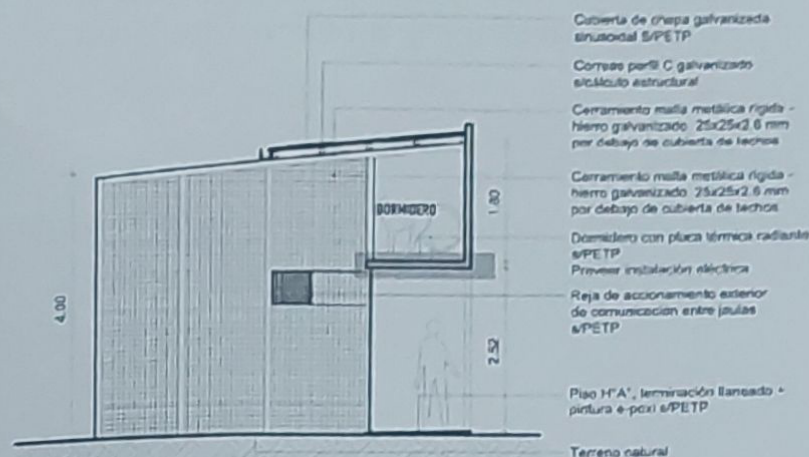 Cubierta de chapa galvanizada
sinusoidal S/PETP
Correas perfil C galvanizado
s/cálculo estructural
Cerramiento malla metálica rígida -
hierro galvanizado 25x25x2.6 mm
por debajo de cubierta de techos
Cerramiento malla metálica rígida -
hierro galvanizado 25x25x2.6 mm
por debajo de cubierta de techos
DORMIDERO
1.80
Dormidero con placa térmica radiante
s/PETP
Preveer instalación eléctrica
Reja de accionamiento exterior
de comunicación entre jaulas
s/PETP
4.00
2.52
Piso HºAº, terminación llaneado +
pintura e-poxi s/PETP
Terreno natural